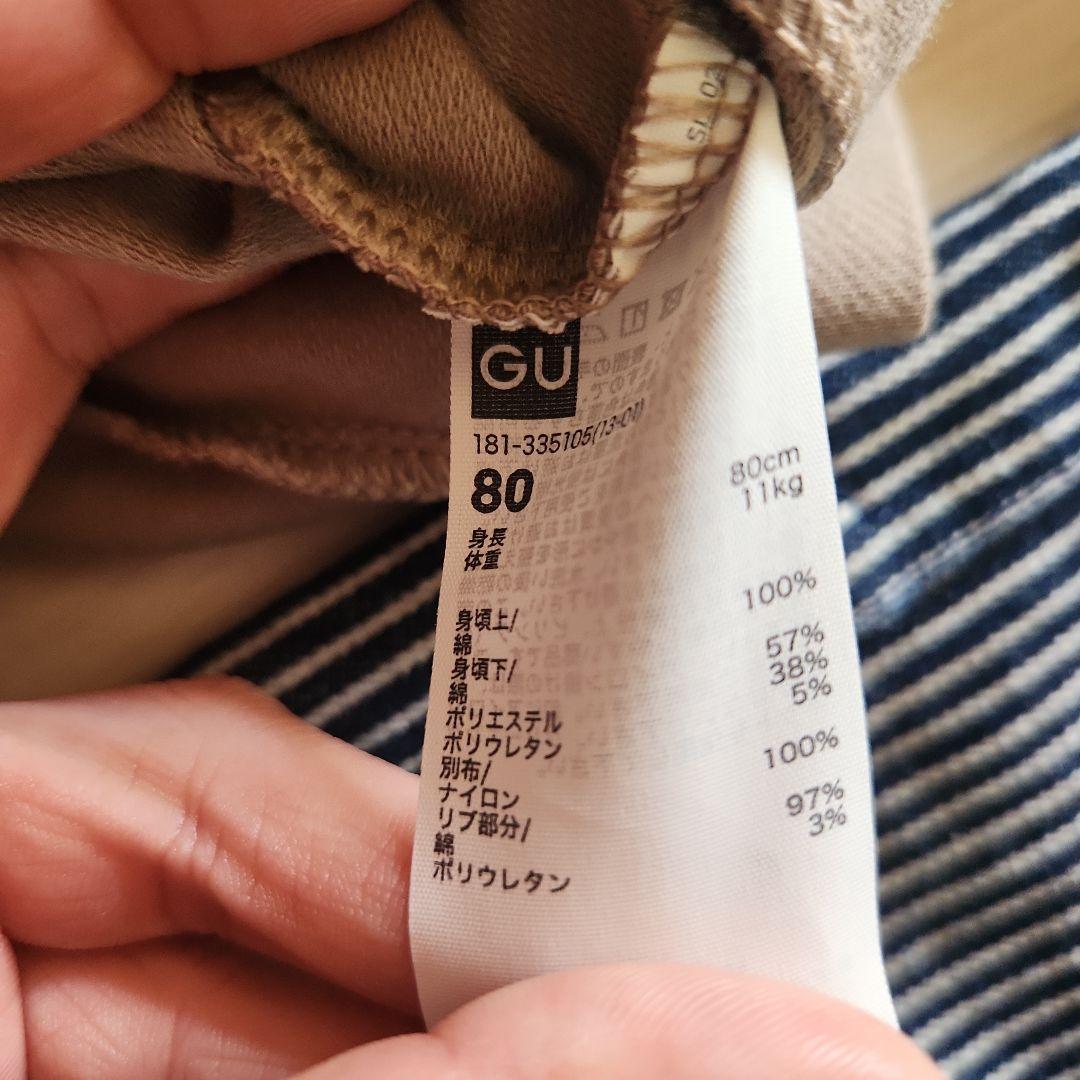 SL 02
GU
181-335105(13-01)
80
身長 80cm
体重 11kg
身頃上/
綿 100%
身頃下/
綿 57%
ポリエステル 38%
ポリウレタン 5%
別布/
ナイロン 100%
リブ部分/
綿 97%
ポリウレタン 3%